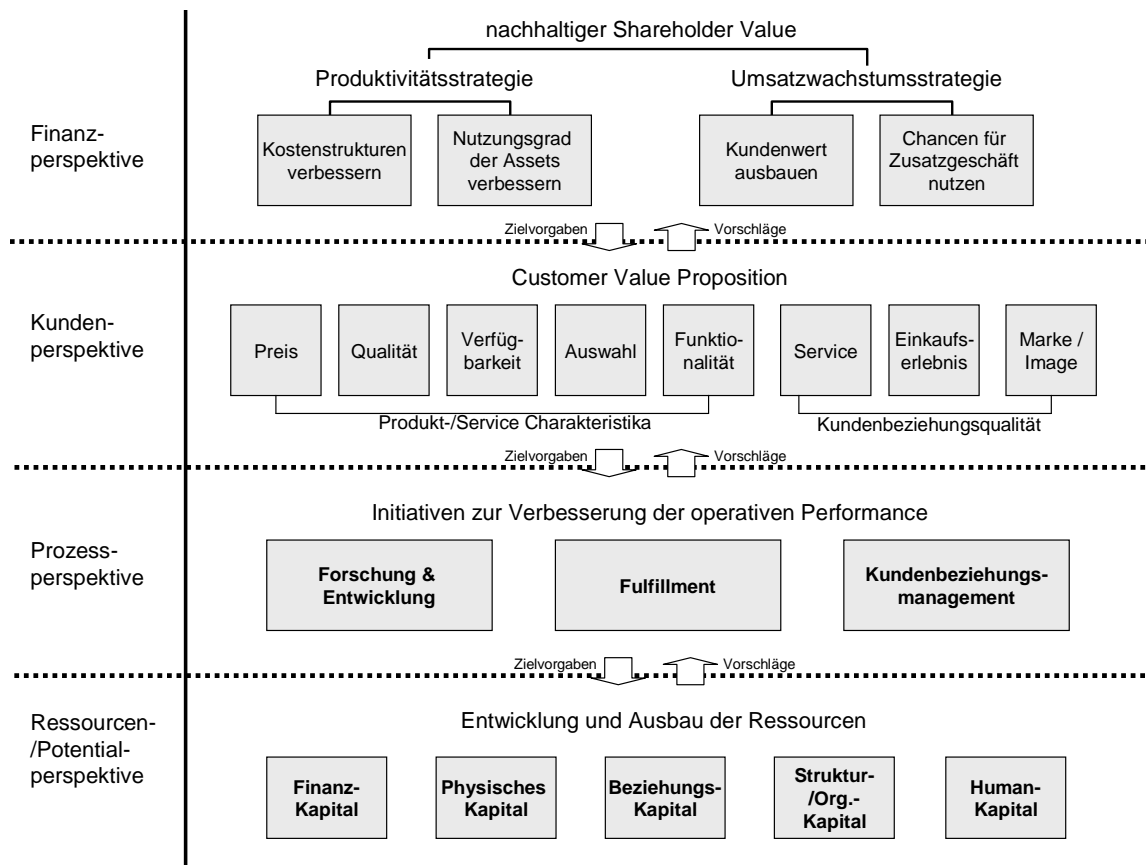 nachhaltiger Shareholder Value
Produktivitätsstrategie
Umsatzwachstumsstrategie
Finanz-
perspektive
Kostenstrukturen
verbessern
Nutzungsgrad
der Assets
verbessern
Kundenwert
ausbauen
Chancen für
Zusatzgeschäft
nutzen
Zielvorgaben
Vorschläge
Customer Value Proposition
Kunden-
perspektive
Preis
Qualität
Verfüg-
barkeit
Auswahl
Funktio-
nalität
Service
Einkaufs-
erlebnis
Marke /
Image
Produkt-/Service Charakteristika
Kundenbeziehungsqualität
Zielvorgaben
Vorschläge
Initiativen zur Verbesserung der operativen Performance
Prozess-
perspektive
Forschung &
Entwicklung
Fulfillment
Kundenbeziehungs-
management
Zielvorgaben
Vorschläge
Ressourcen-
/Potential-
perspektive
Entwicklung und Ausbau der Ressourcen
Finanz-
Kapital
Physisches
Kapital
Beziehungs-
Kapital
Struktur-
/Org.-
Kapital
Human-
Kapital